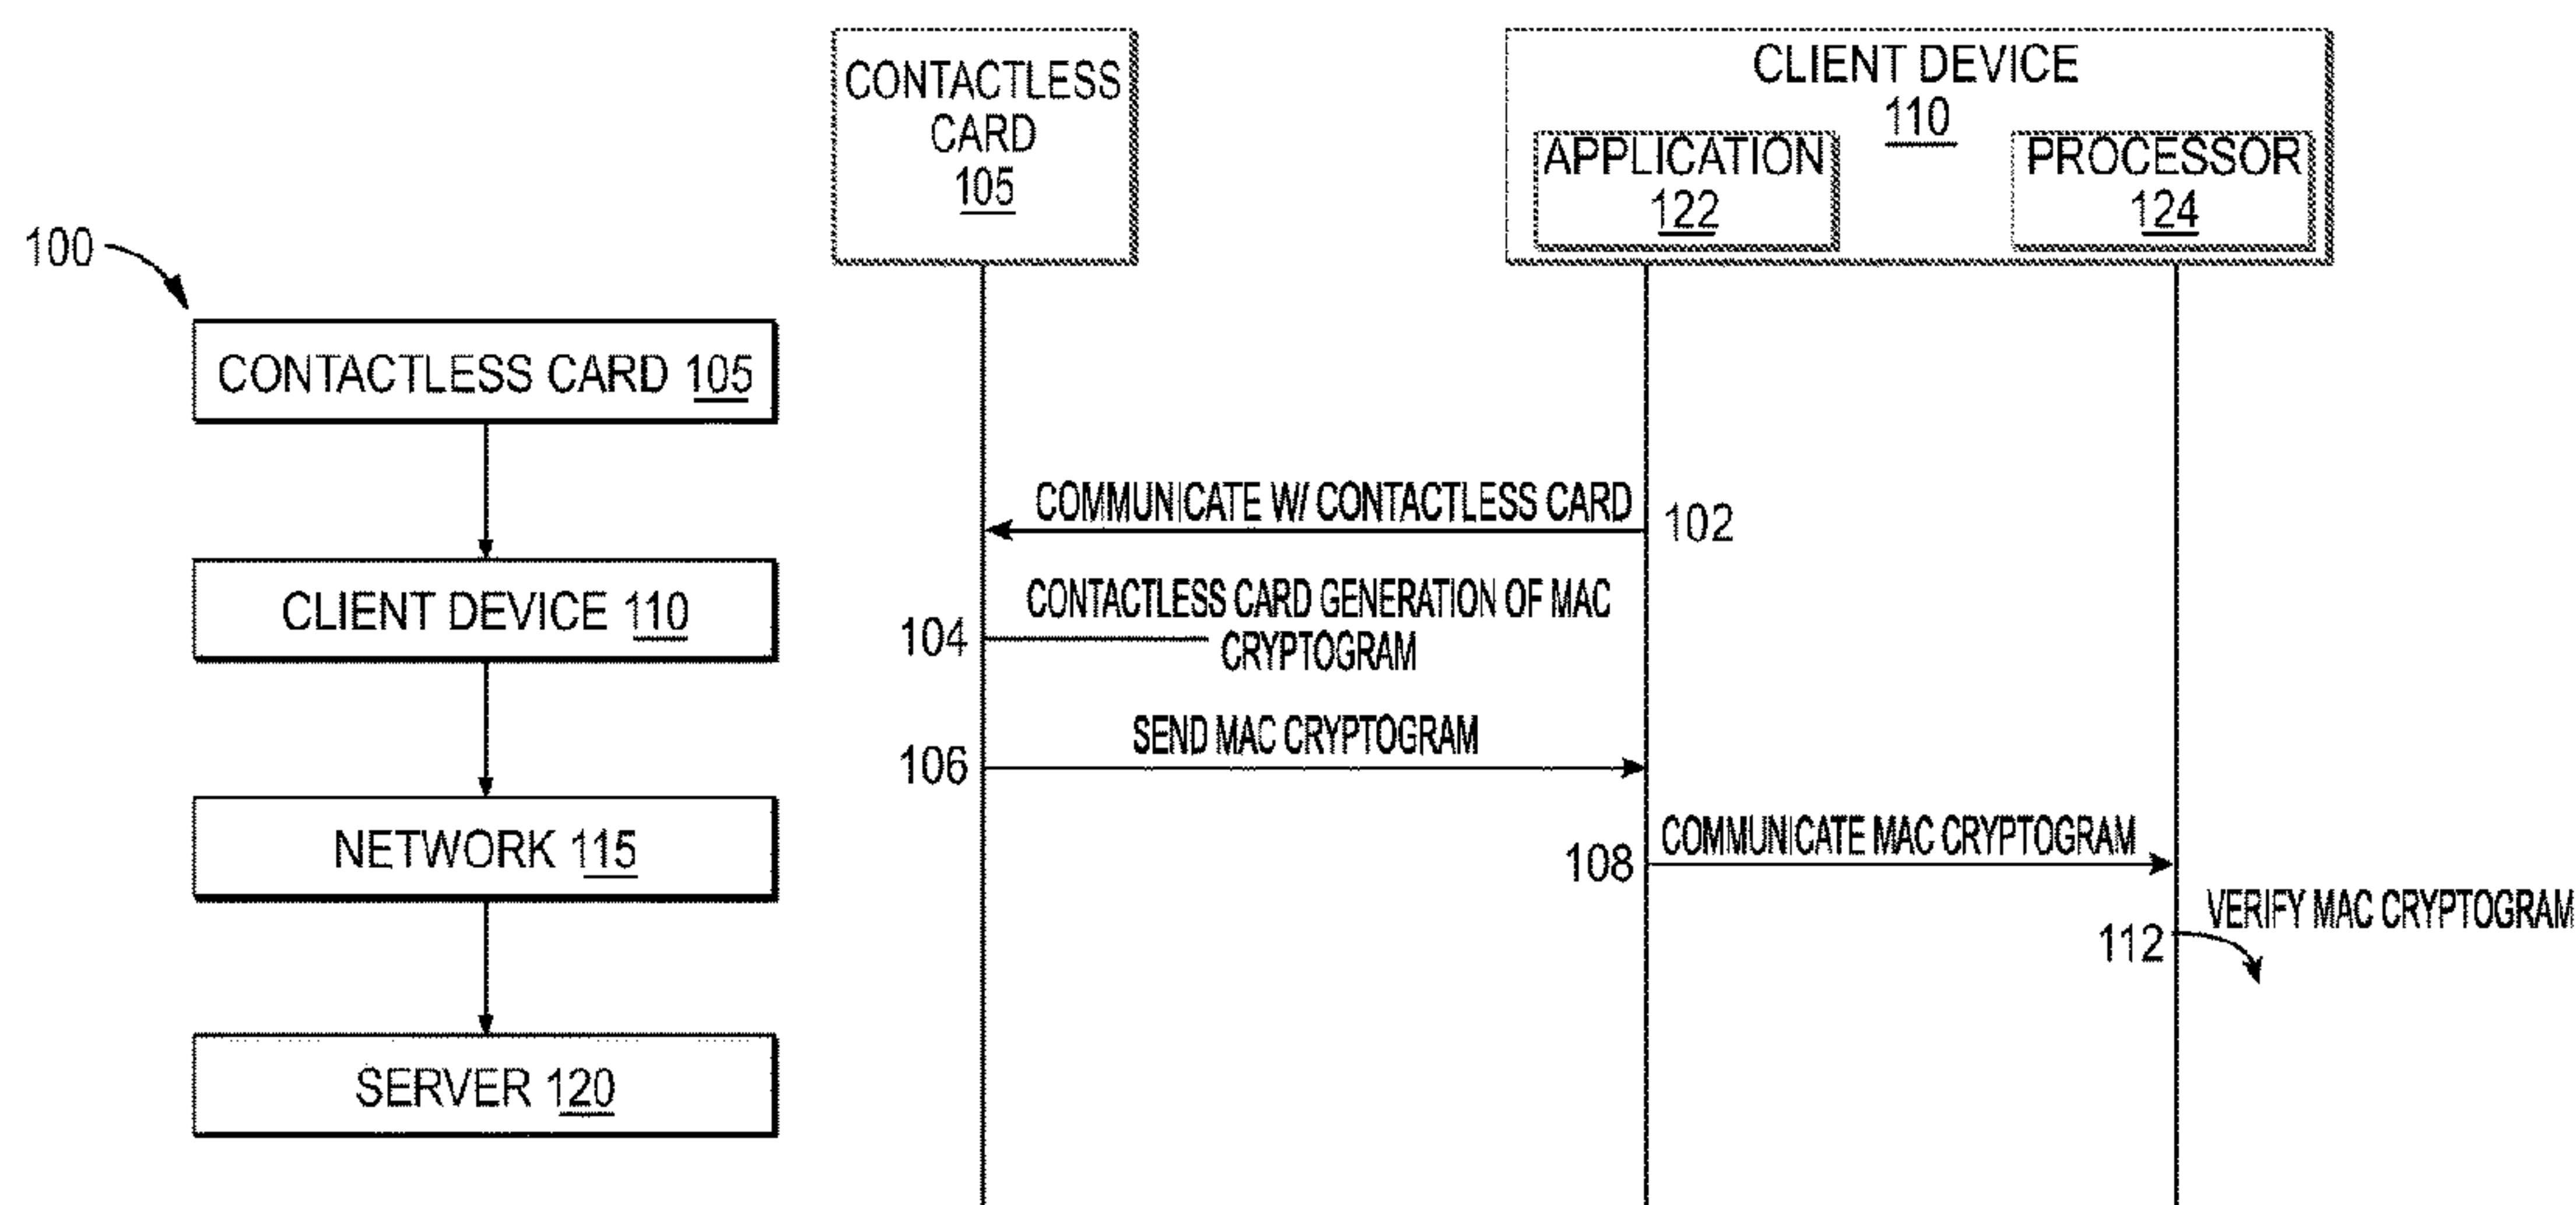 100
CONTACTLESS CARD 105
CLIENT DEVICE 110
NETWORK 115
SERVER 120
CONTACTLESS
CARD
105
CLIENT DEVICE
110
APPLICATION
122
PROCESSOR
124
COMMUNICATE W/ CONTACTLESS CARD
102
CONTACTLESS CARD GENERATION OF MAC
104
CRYPTOGRAM
SEND MAC CRYPTOGRAM
106
COMMUNICATE MAC CRYPTOGRAM
108
VERIFY MAC CRYPTOGRAM
112